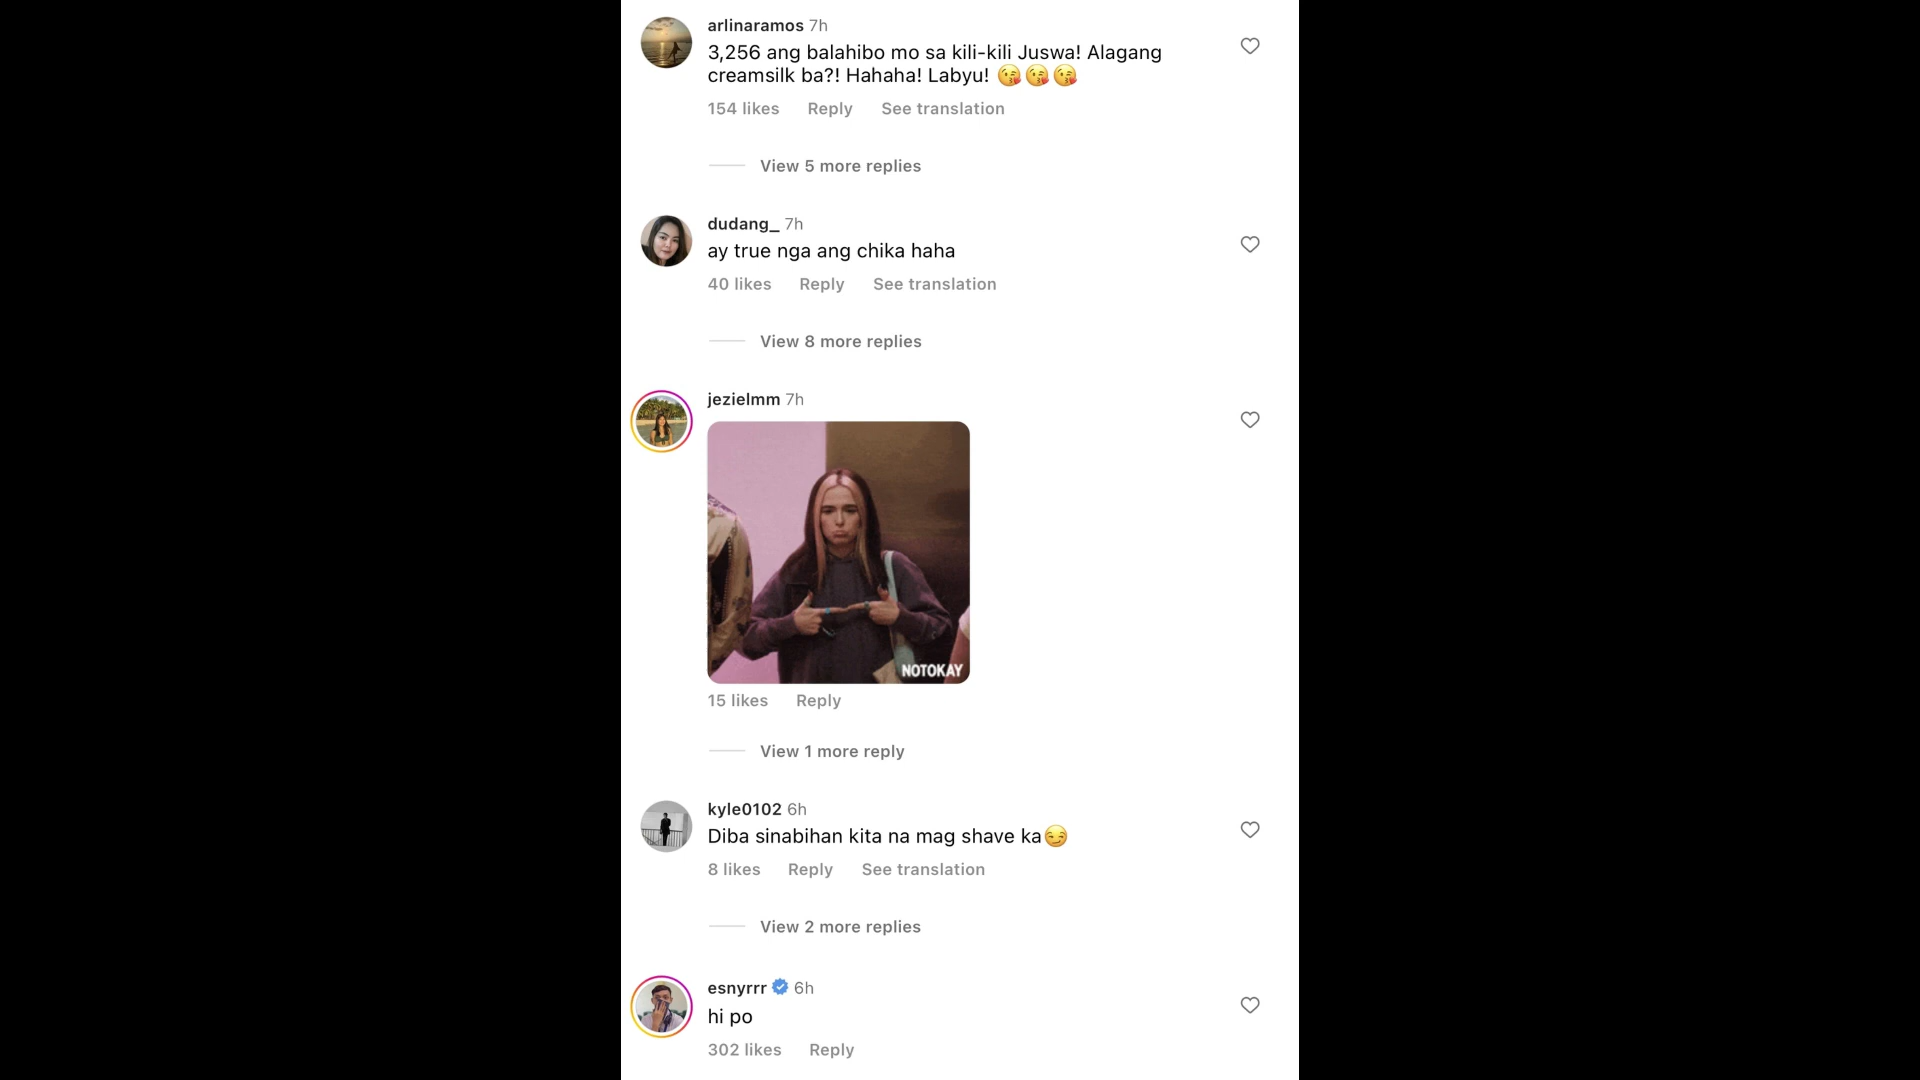 arlinaramos 7h
3,256 ang balahibo mo sa kili-kili Juswa! Alagang
creamsilk ba?! Hahaha! Labyu! 😘😘😘
154 likes Reply See translation
View 5 more replies
dudang_ 7h
ay true nga ang chika haha
40 likes Reply See translation
View 8 more replies
jezielmm 7h
NOTOKAY
15 likes Reply
View 1 more reply
kyle0102 6h
Diba sinabihan kita na mag shave ka😏
8 likes Reply See translation
View 2 more replies
esnyrrr 6h
hi po
302 likes Reply